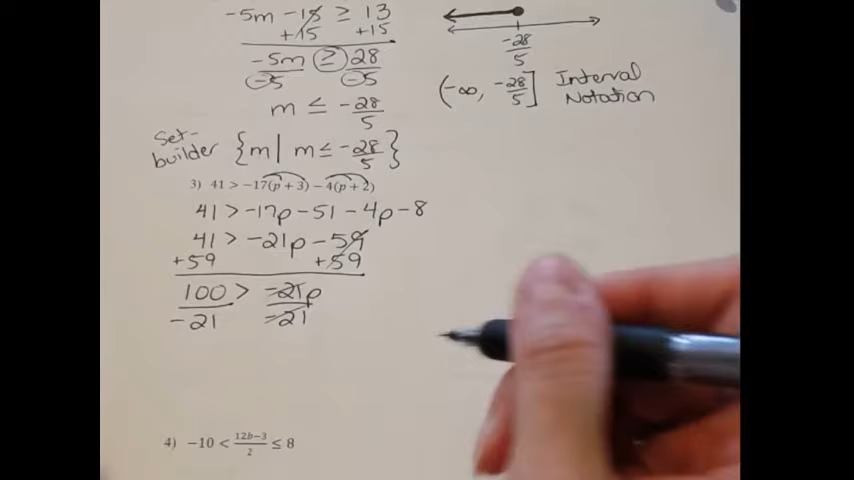 -5m - 15 ≥ 13
+15 +15
-5m ≥ 28
-5 -5
m ≤ -28/5
-28/5
(-∞, -28/5] Interval Notation
Set-builder {m | m ≤ -28/5}
3) 41 > -17(p + 3) - 4(p + 2)
41 > -17p - 51 - 4p - 8
41 > -21p - 59
+59 +59
100 > -21p
-21 -21
4) -10 < 12b-3/2 ≤ 8